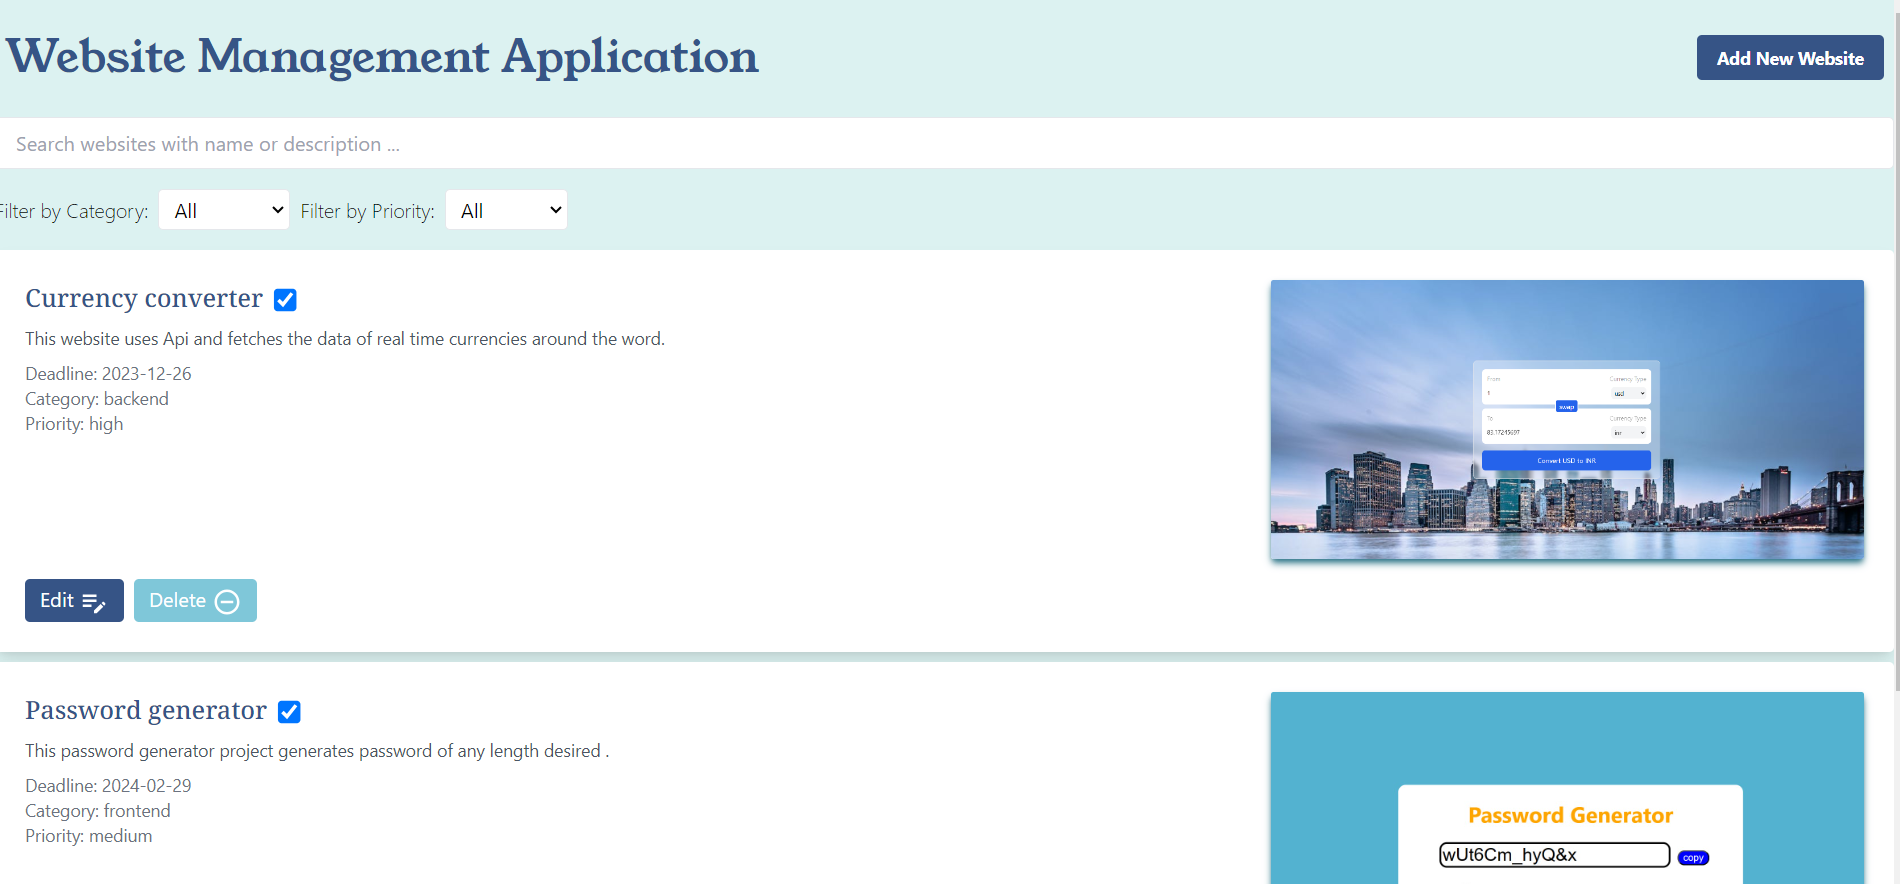 Website Management Application
Add New Website
Search websites with name or description ...
Filter by Category: All Filter by Priority: All
Currency converter
This website uses Api and fetches the data of real time currencies around the word.
Deadline: 2023-12-26
Category: backend
Priority: high
From Currency Type
1 usd
swap
To Currency Type
83.17245697 inr
Convert USD to INR
Edit Delete
Password generator
This password generator project generates password of any length desired .
Deadline: 2024-02-29
Category: frontend
Priority: medium
Password Generator
wUt6Cm_hyQ&x copy